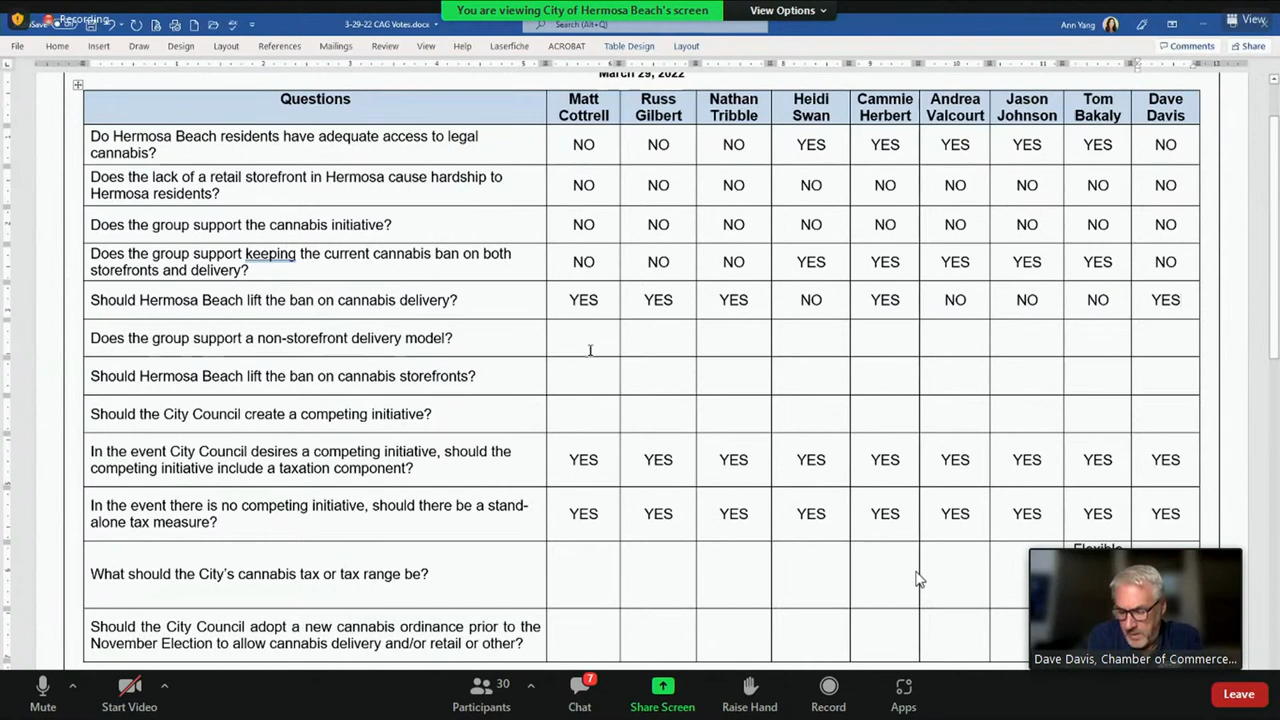 Recording
Save
3-29-22 CAG Votes.docx
You are viewing City of Hermosa Beach's screen
View Options
Search (Alt+Q)
Ann Yang
View
File Home Insert Draw Design Layout References Mailings Review View Help Laserfiche ACROBAT Table Design Layout Comments Share
March 29, 2022
Questions Matt Cottrell Russ Gilbert Nathan Tribble Heidi Swan Cammie Herbert Andrea Valcourt Jason Johnson Tom Bakaly Dave Davis
Do Hermosa Beach residents have adequate access to legal
cannabis?
NO NO NO YES YES YES YES YES NO
Does the lack of a retail storefront in Hermosa cause hardship to
Hermosa residents?
NO NO NO NO NO NO NO NO NO
Does the group support the cannabis initiative? NO NO NO NO NO NO NO NO NO
Does the group support keeping the current cannabis ban on both
storefronts and delivery?
NO NO NO YES YES YES YES YES NO
Should Hermosa Beach lift the ban on cannabis delivery? YES YES YES NO YES NO NO NO YES
Does the group support a non-storefront delivery model?
Should Hermosa Beach lift the ban on cannabis storefronts?
Should the City Council create a competing initiative?
In the event City Council desires a competing initiative, should the
competing initiative include a taxation component?
YES YES YES YES YES YES YES YES YES
In the event there is no competing initiative, should there be a stand-
alone tax measure?
YES YES YES YES YES YES YES YES YES
Flexible
What should the City's cannabis tax or tax range be?
Should the City Council adopt a new cannabis ordinance prior to the
November Election to allow cannabis delivery and/or retail or other?
Dave Davis, Chamber of Commerce...
30
7
Mute Start Video Participants Chat Share Screen Raise Hand Record Apps Leave